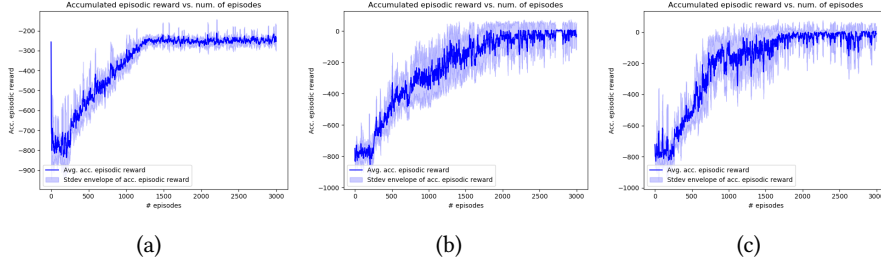 Accumulated episode reward vs. num. of episodes
Acc. episodic reward
−200
−300
−400
−500
−600
−700
−800
−900
Avg. acc. episodic reward
Stdev envelope of acc. episodic reward
0 500 1000 1500 2000 2500 3000
# episodes
(a)
Accumulated episode reward vs. num. of episodes
Acc. episodic reward
0
−200
−400
−600
−800
−1000
Avg. acc. episodic reward
Stdev envelope of acc. episodic reward
0 500 1000 1500 2000 2500 3000
# episodes
(b)
Accumulated episode reward vs. num. of episodes
Acc. episodic reward
0
−200
−400
−600
−800
−1000
Avg. acc. episodic reward
Stdev envelope of acc. episodic reward
0 500 1000 1500 2000 2500 3000
# episodes
(c)